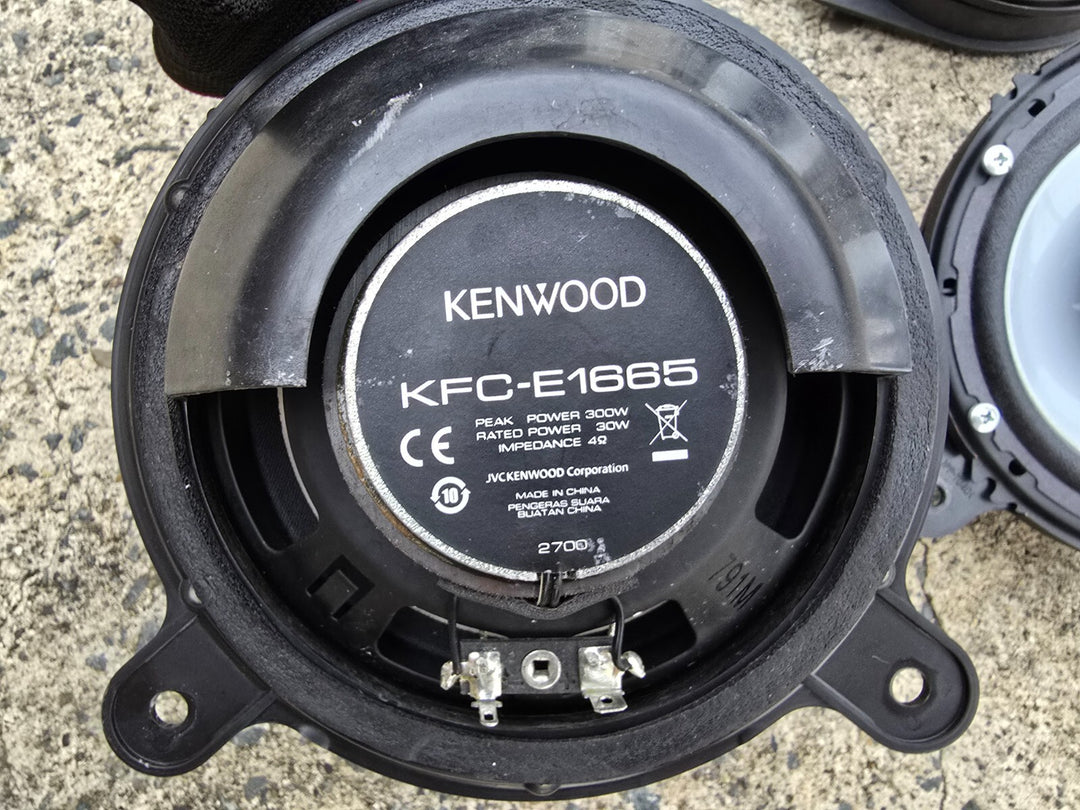 KENWOOD
KFC-E1665
PEAK POWER 300W
RATED POWER 30W
IMPEDANCE 4Ω
CE
JVCKENWOOD Corporation
10
MADE IN CHINA
PENGERAS SUARA
BUATAN CHINA
2700
791M